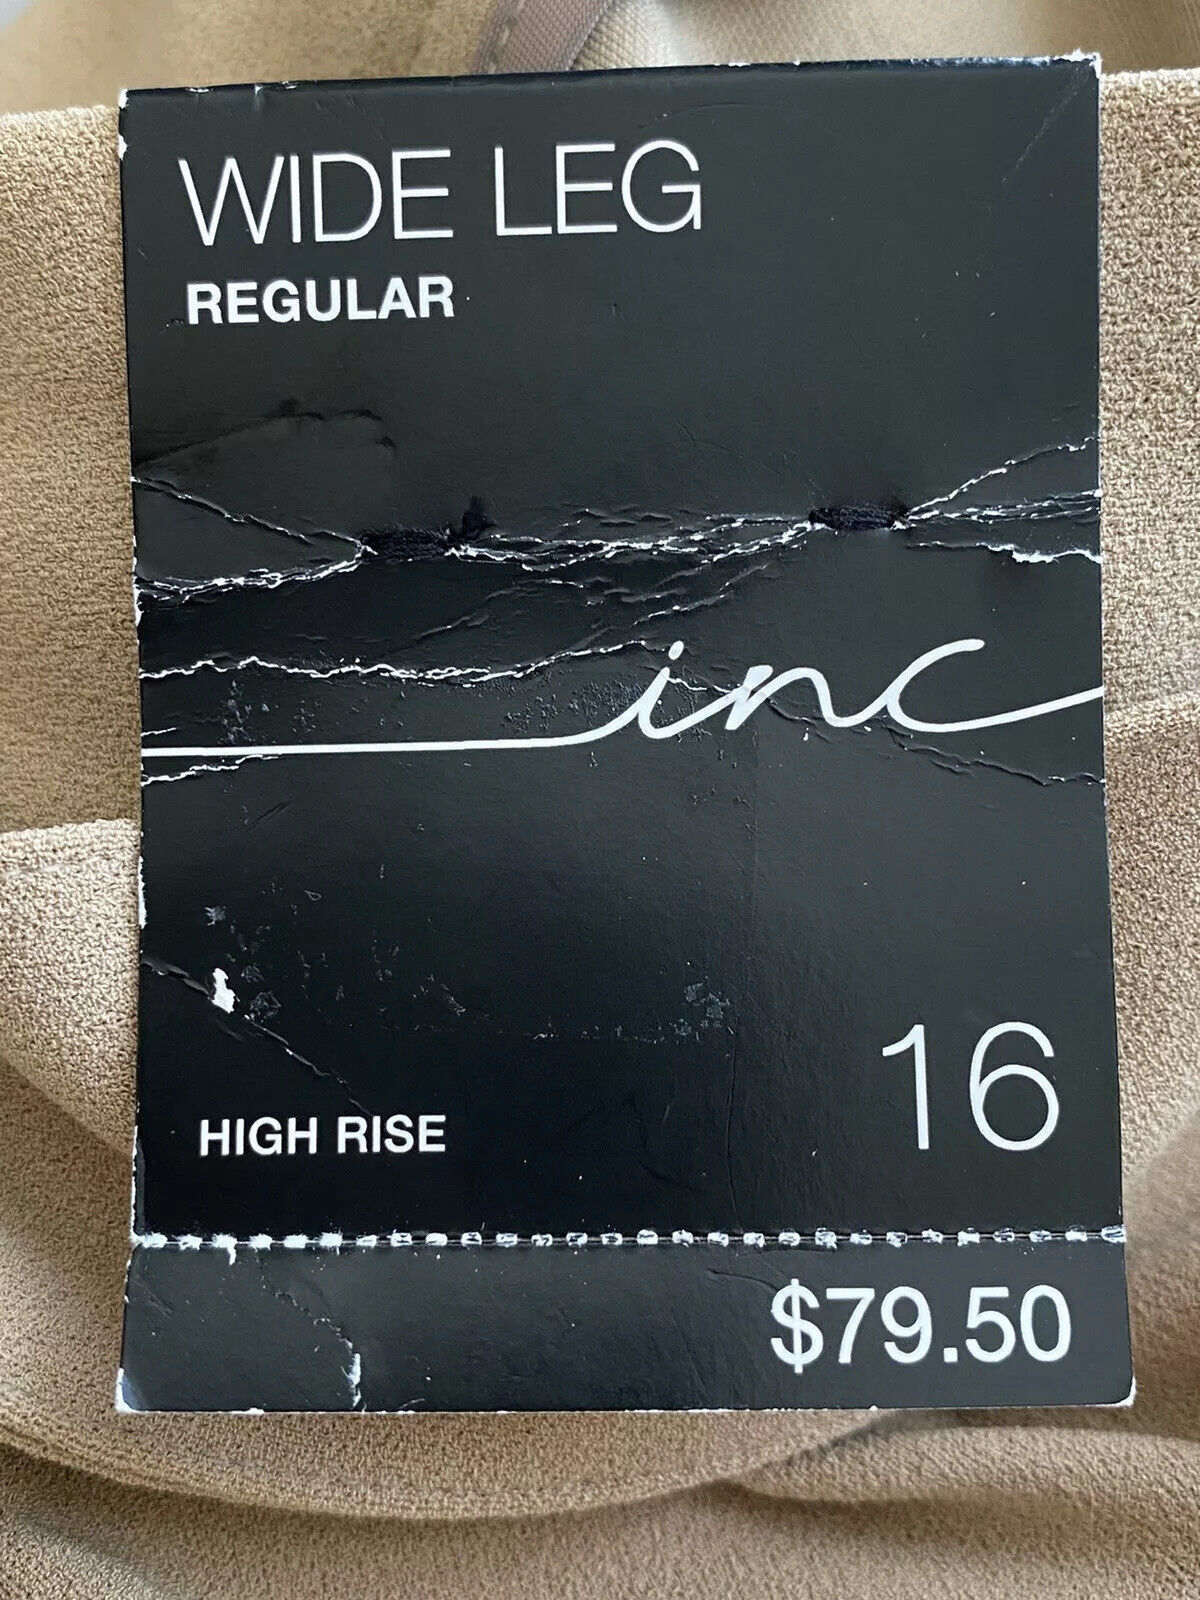 WIDE LEG
REGULAR
inc
16
HIGH RISE
$79.50